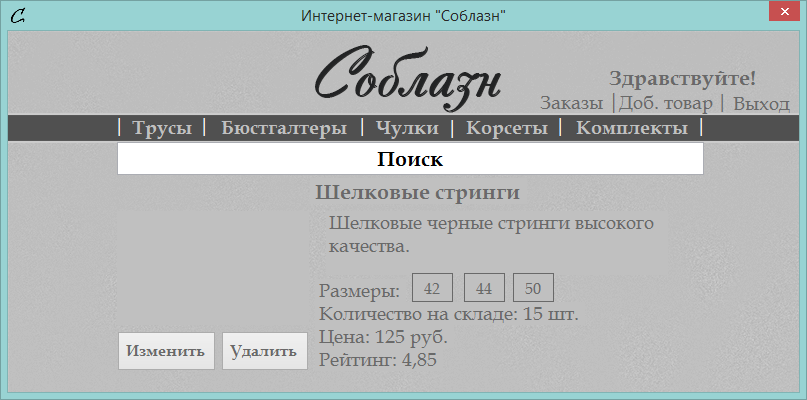 Интернет-магазин "Соблазн"
Соблазн
Здравствуйте!
Заказы | Доб. товар | Выход
| Трусы | Бюстгалтеры | Чулки | Корсеты | Комплекты |
Поиск
Шелковые стринги
Шелковые черные стринги высокого
качества.
Размеры: 42 44 50
Количество на складе: 15 шт.
Цена: 125 руб.
Рейтинг: 4,85
Изменить Удалить